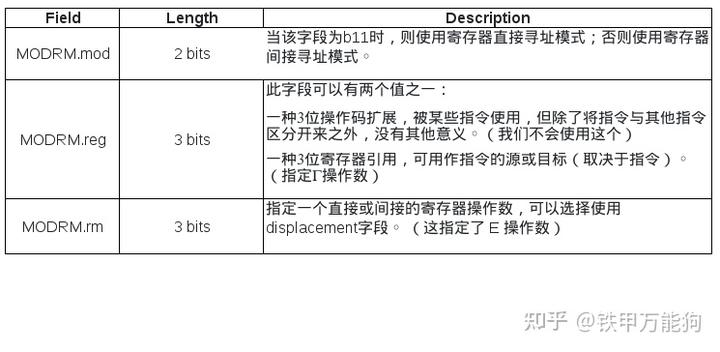 Field Length Description
MODRM.mod 2 bits 当该字段为b11时，则使用寄存器直接寻址模式；否则使用寄存器
间接寻址模式。
此字段可以有两个值之一：
一种3位操作码扩展，被某些指令使用，但除了将指令与其他指令
区分开来之外，没有其他意义。（我们不会使用这个）
MODRM.reg 3 bits
一种3位寄存器引用，可用作指令的源或目标（取决于指令）。
（指定Γ操作数）
指定一个直接或间接的寄存器操作数，可以选择使用
MODRM.rm 3 bits
displacement字段。（这指定了 E 操作数）
知乎 @铁甲万能狗